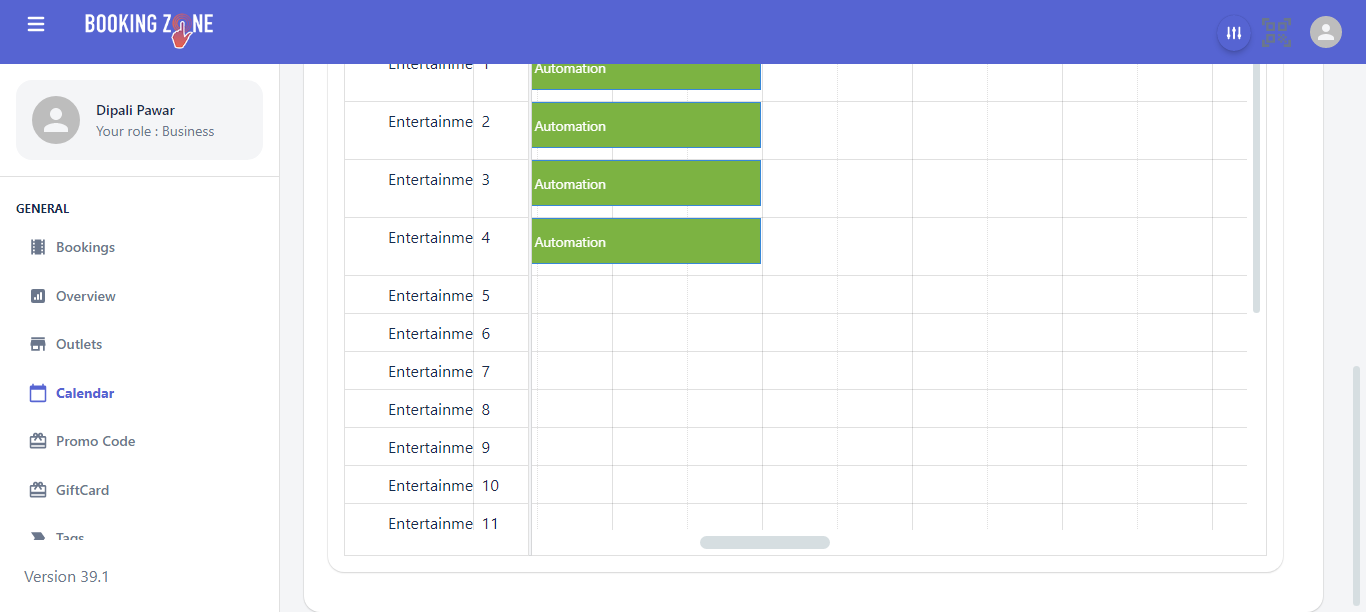 BOOKING ZONE
Dipali Pawar
Your role : Business
GENERAL
Bookings
Overview
Outlets
Calendar
Promo Code
GiftCard
Tags
Version 39.1
Entertainme 1 Automation
Entertainme 2 Automation
Entertainme 3 Automation
Entertainme 4 Automation
Entertainme 5
Entertainme 6
Entertainme 7
Entertainme 8
Entertainme 9
Entertainme 10
Entertainme 11